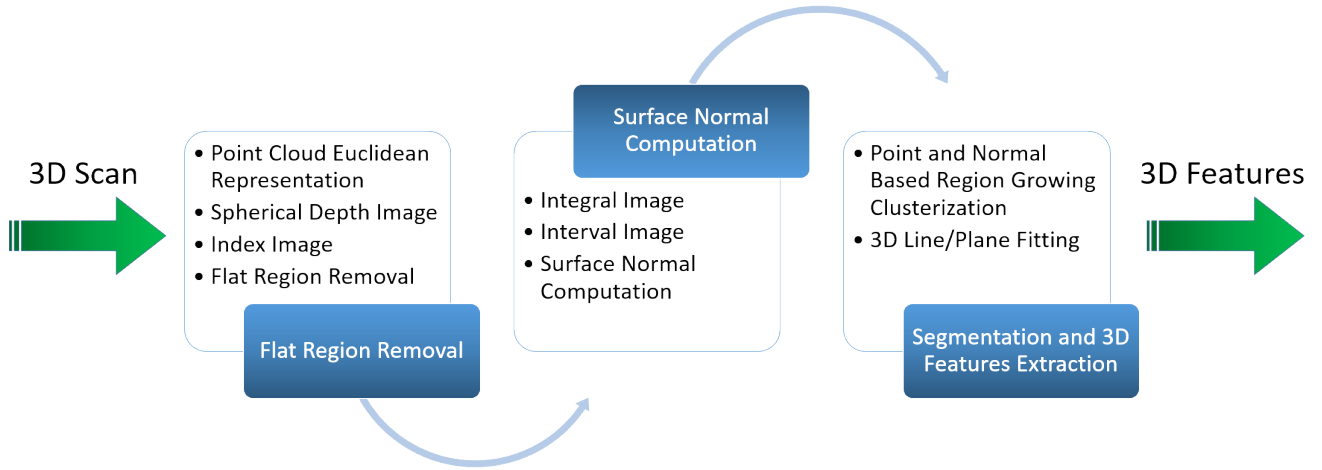 3D Scan
• Point Cloud Euclidean
Representation
• Spherical Depth Image
• Index Image
• Flat Region Removal
Flat Region Removal
Surface Normal
Computation
• Integral Image
• Interval Image
• Surface Normal
Computation
• Point and Normal
Based Region Growing
Clusterization
• 3D Line/Plane Fitting
Segmentation and 3D
Features Extraction
3D Features